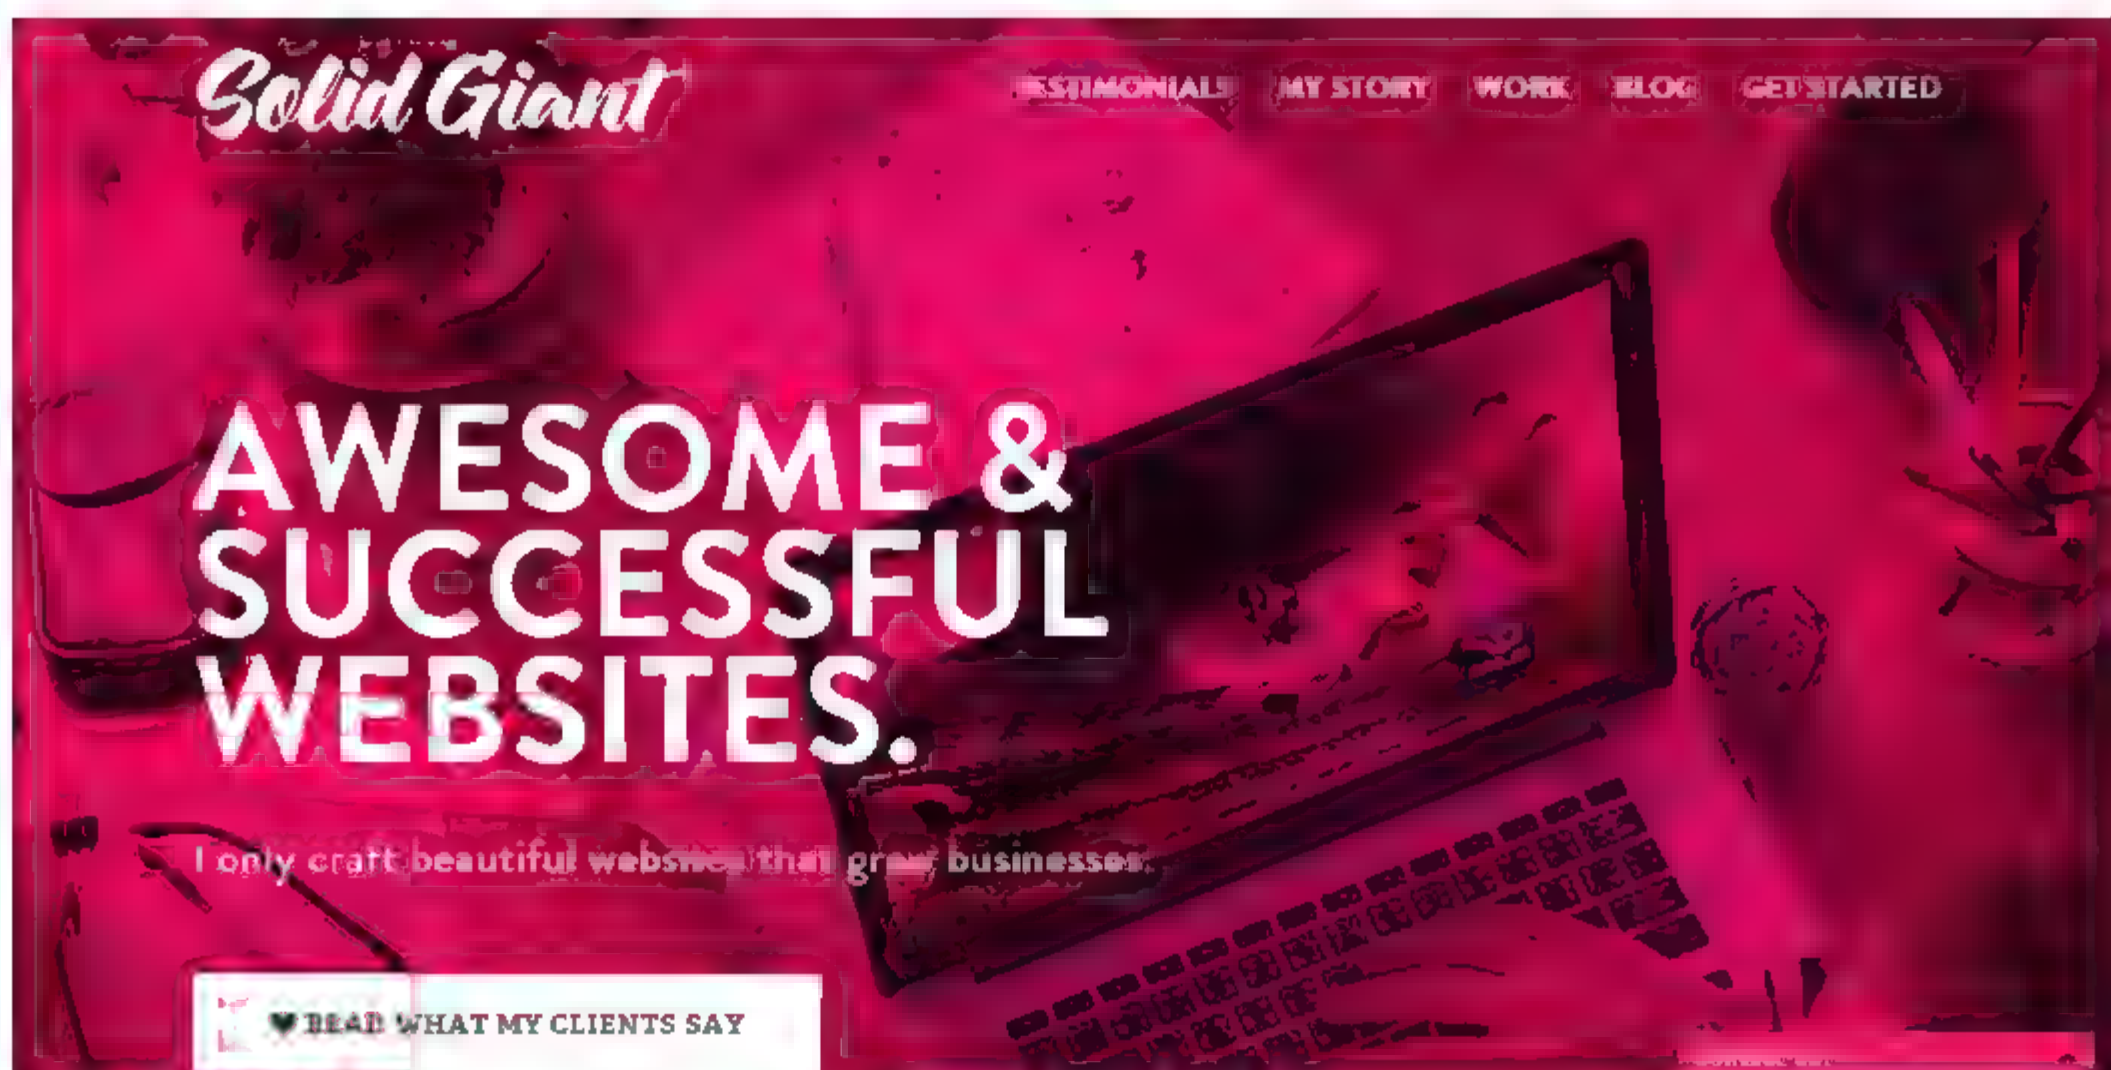 Solid Giant
TESTIMONIALS MY STORY WORK BLOG GET STARTED
AWESOME &
SUCCESSFUL
WEBSITES.
I only craft beautiful websites that grow businesses.
♥ READ WHAT MY CLIENTS SAY